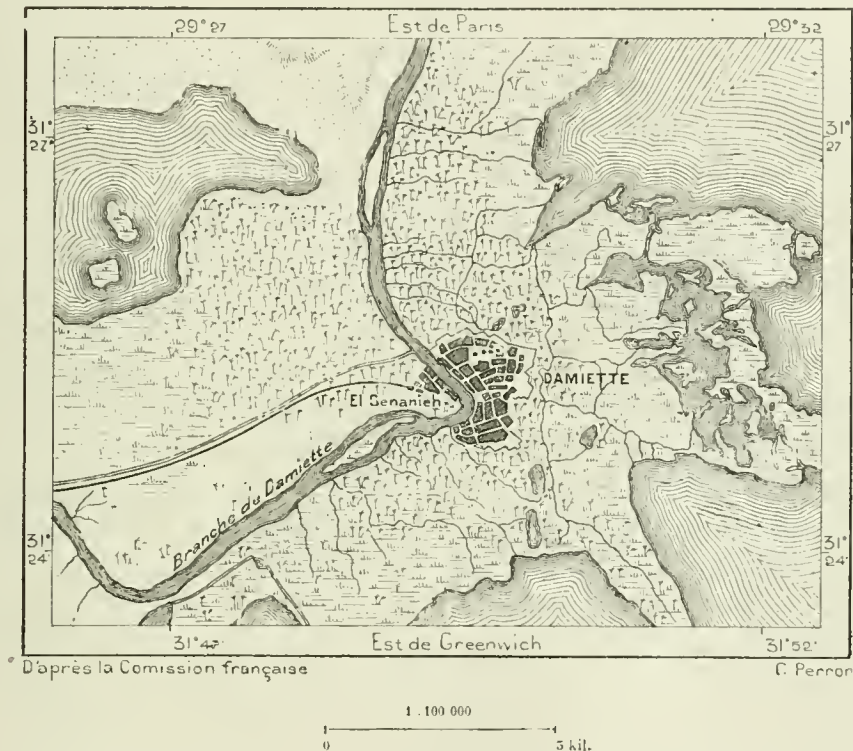 29° 27 Est de Paris 29° 32
31° 27' 31° 27
DAMIETTE
El Senanieh
Branche du Damiette
31° 24' 31° 24'
31° 47' Est de Greenwich 31° 52'
D'après la Comission française C. Perron
1 : 100 000
0 5 kil.